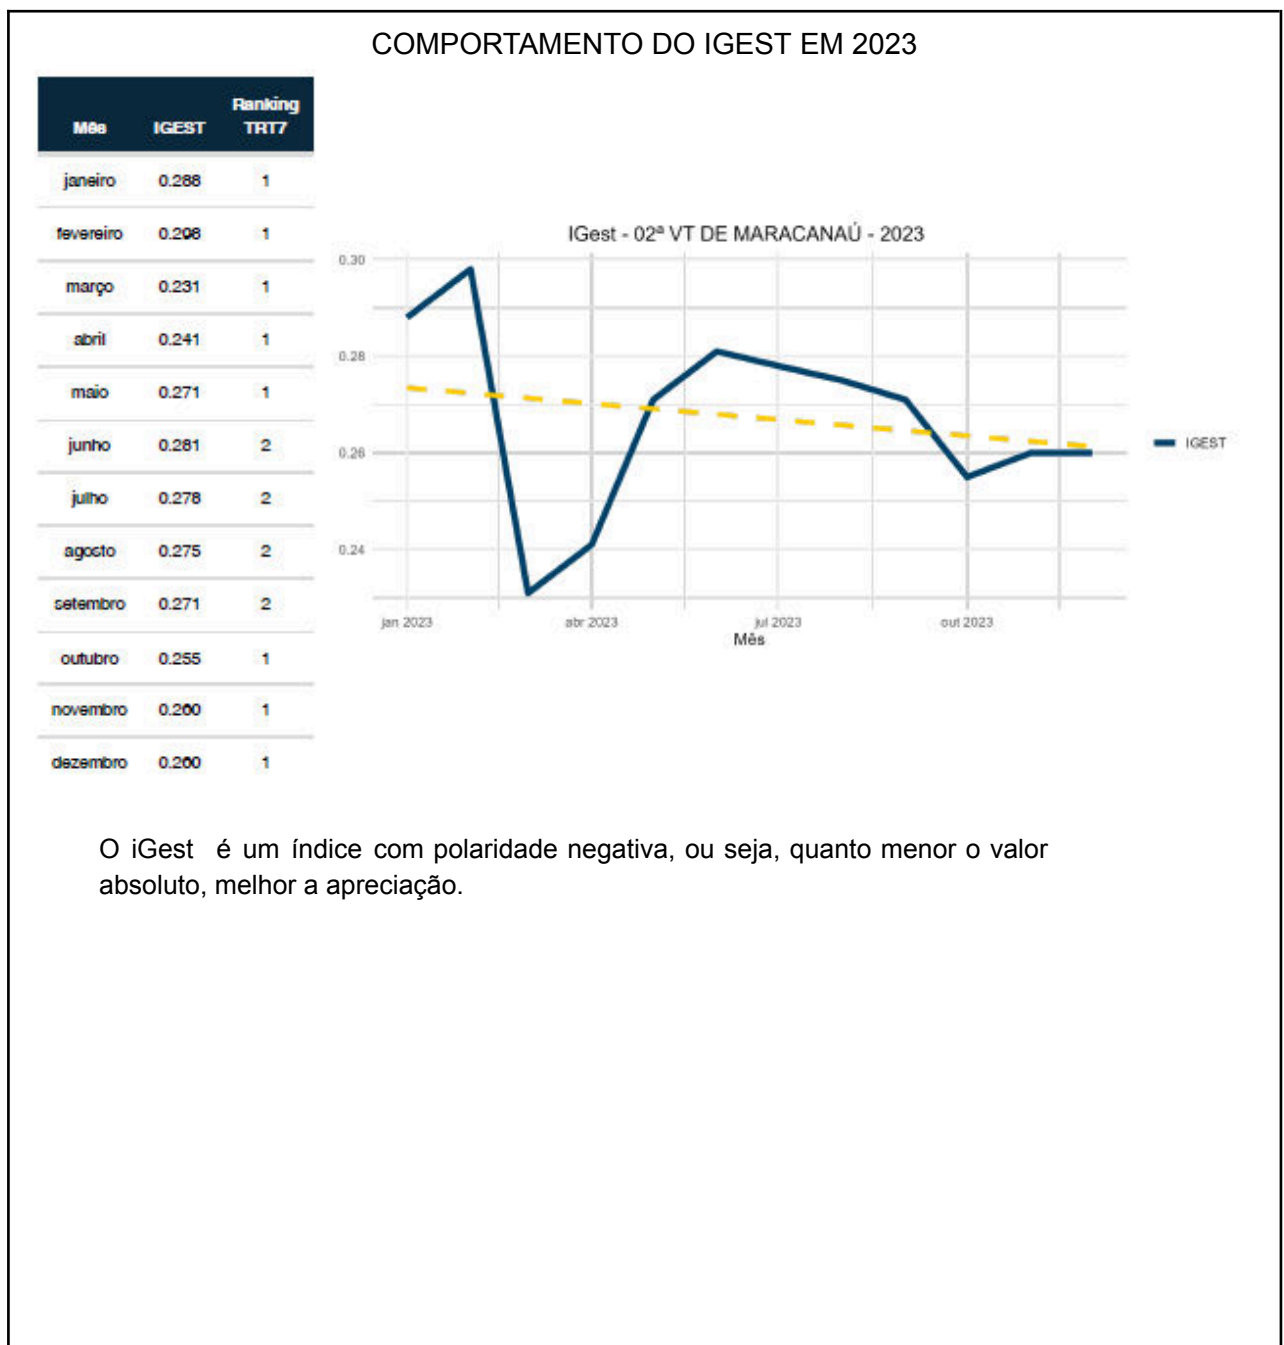 COMPORTAMENTO DO IGEST EM 2023
Mês IGEST Ranking TRT7
janeiro 0.288 1
fevereiro 0.298 1
março 0.231 1
abril 0.241 1
maio 0.271 1
junho 0.281 2
julho 0.278 2
agosto 0.275 2
setembro 0.271 2
outubro 0.255 1
novembro 0.260 1
dezembro 0.260 1
IGest - 02ª VT DE MARACANAÚ - 2023
0.30
0.28
0.26
0.24
jan 2023 abr 2023 jul 2023 out 2023
Mês
IGEST
O iGest é um índice com polaridade negativa, ou seja, quanto menor o valor
absoluto, melhor a apreciação.